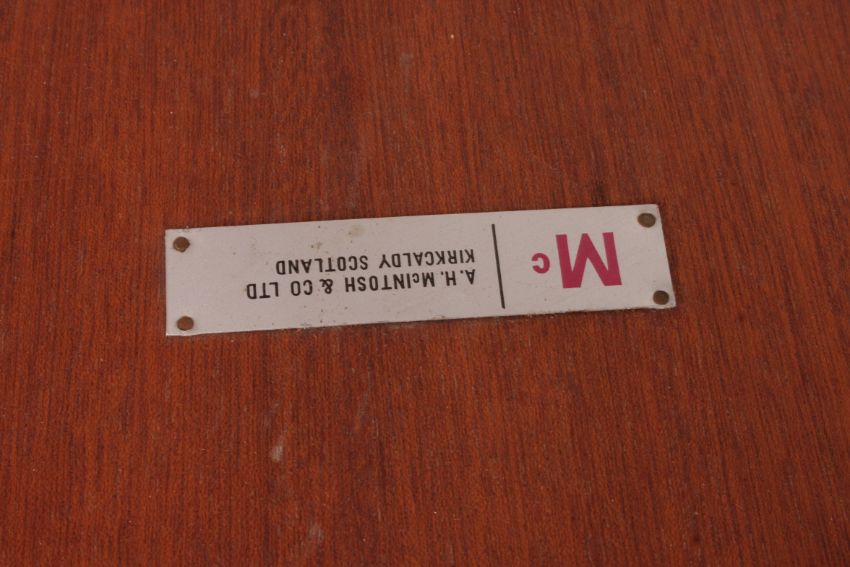 Mc
A.H. McINTOSH & CO LTD
KIRKCALDY SCOTLAND